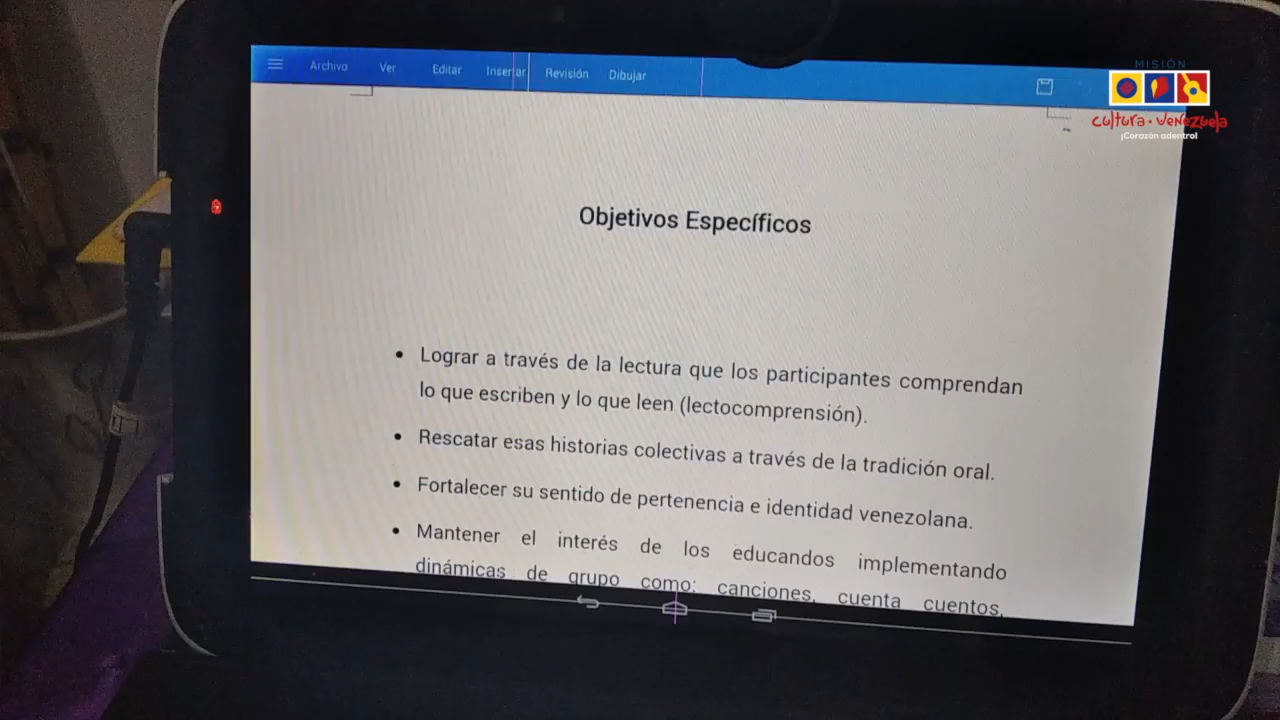 Archivo Ver Editar Insertar Revisión Dibujar
MISIÓN
cultura·Venezuela
¡Corazón adentro!
Objetivos Específicos
• Lograr a través de la lectura que los participantes comprendan
lo que escriben y lo que leen (lectocomprensión).
• Rescatar esas historias colectivas a través de la tradición oral.
• Fortalecer su sentido de pertenencia e identidad venezolana.
• Mantener el interés de los educandos implementando
dinámicas de grupo como: canciones, cuenta cuentos,